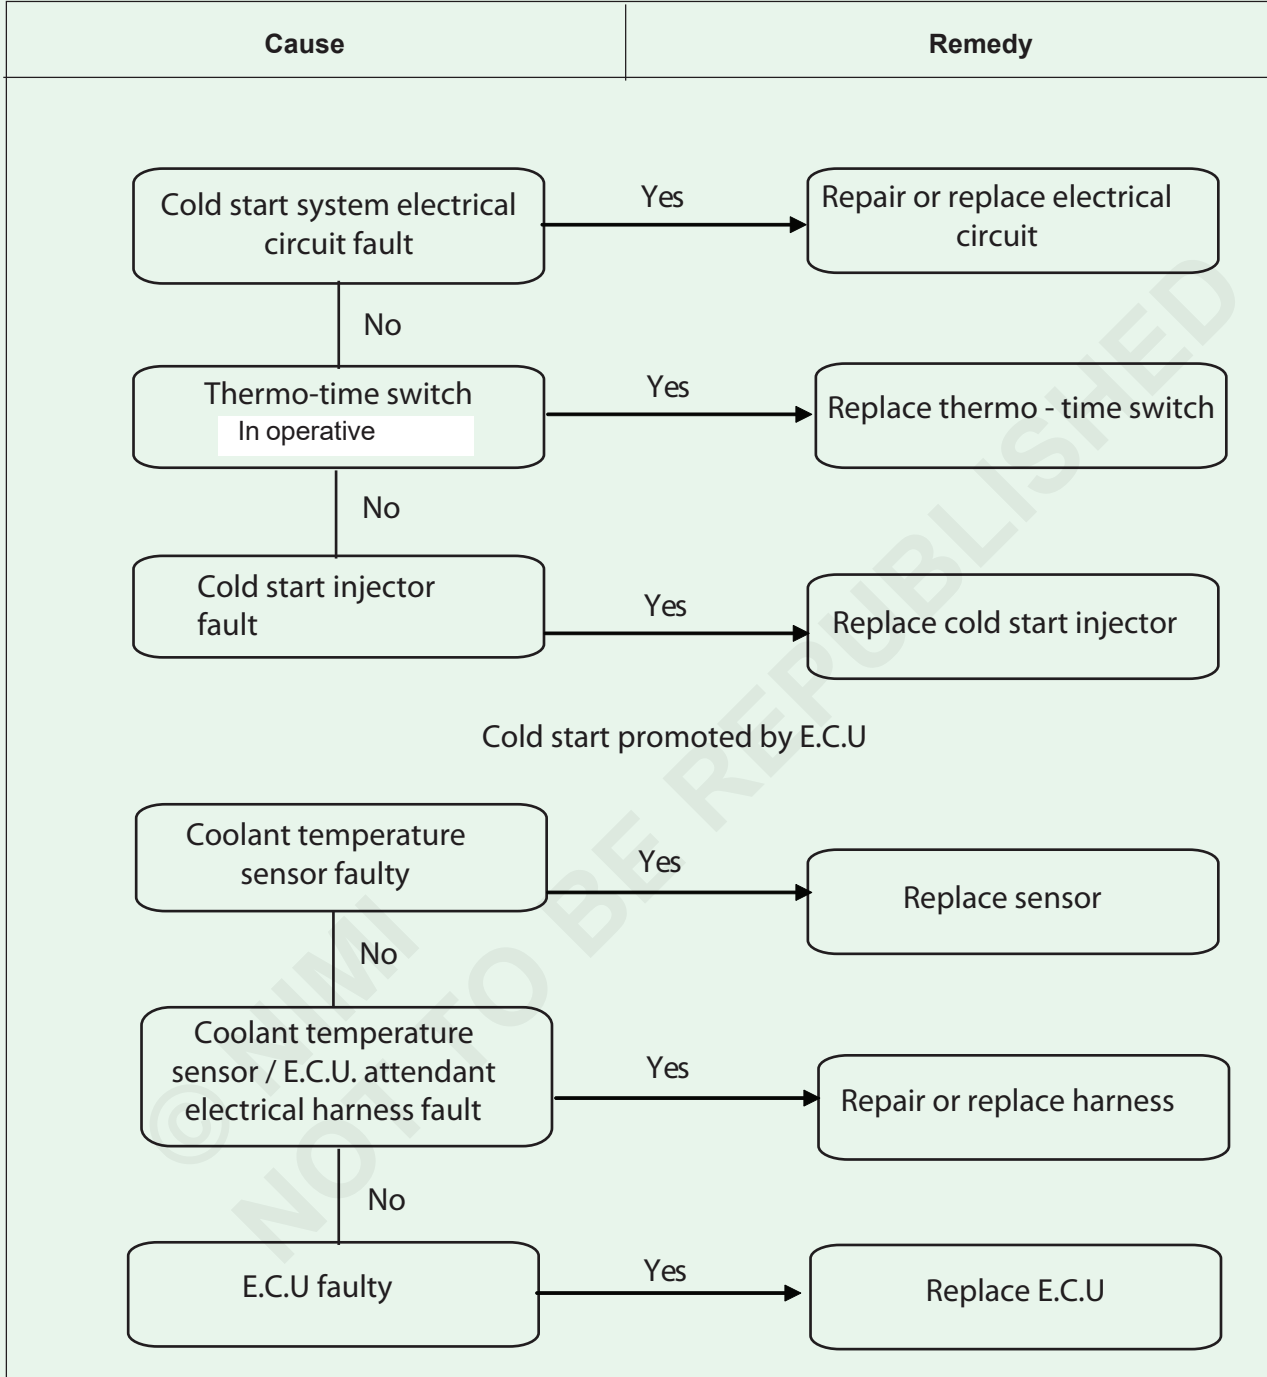 Cause
Remedy
Cold start system electrical
circuit fault
Yes
Repair or replace electrical
circuit
No
Thermo-time switch
In operative
Yes
Replace thermo - time switch
No
Cold start injector
fault
Yes
Replace cold start injector
Cold start promoted by E.C.U
Coolant temperature
sensor faulty
Yes
Replace sensor
No
Coolant temperature
sensor / E.C.U. attendant
electrical harness fault
Yes
Repair or replace harness
No
E.C.U faulty
Yes
Replace E.C.U
© NIMI
NOT TO BE REPUBLISHED